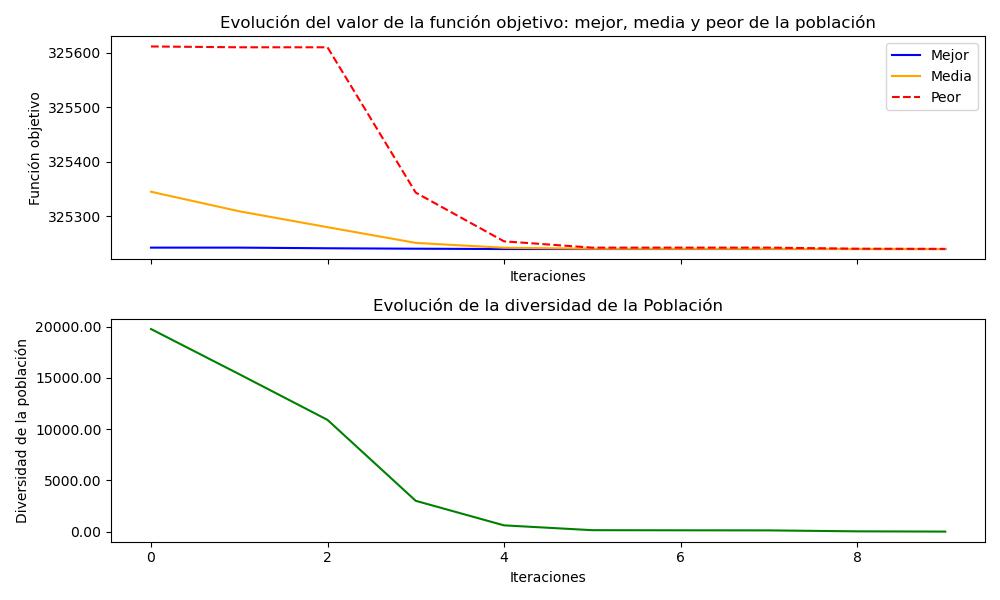 Evolución del valor de la función objetivo: mejor, media y peor de la población
325600
325500
325400
325300
Función objetivo
Mejor
Media
Peor
Iteraciones
Evolución de la diversidad de la Población
20000.00
15000.00
10000.00
5000.00
0.00
Diversidad de la población
0 2 4 6 8
Iteraciones